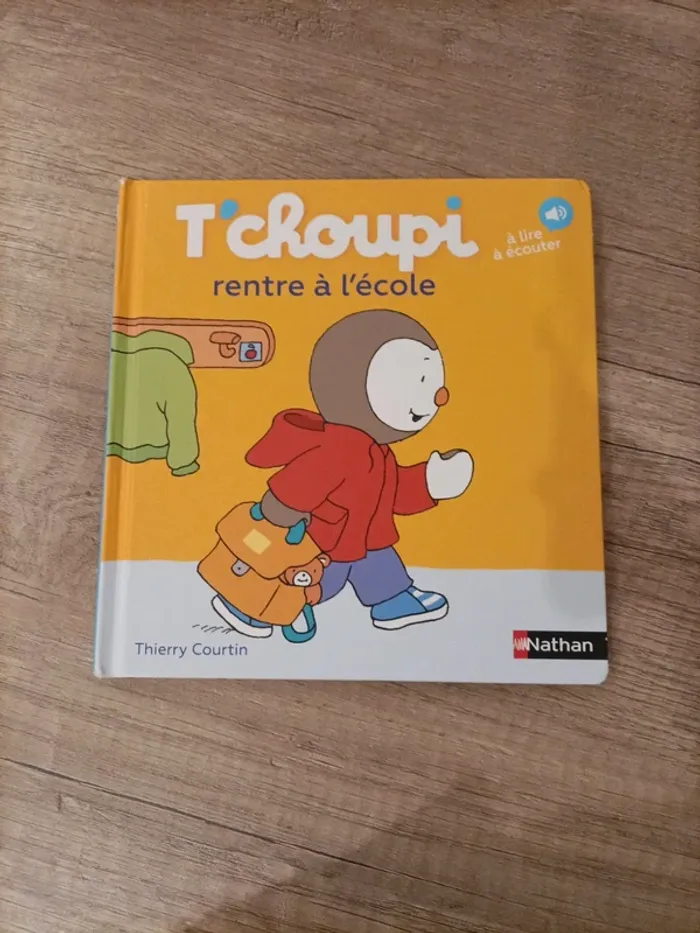 T'choupi
à lire
à écouter
rentre à l'école
Thierry Courtin
Nathan